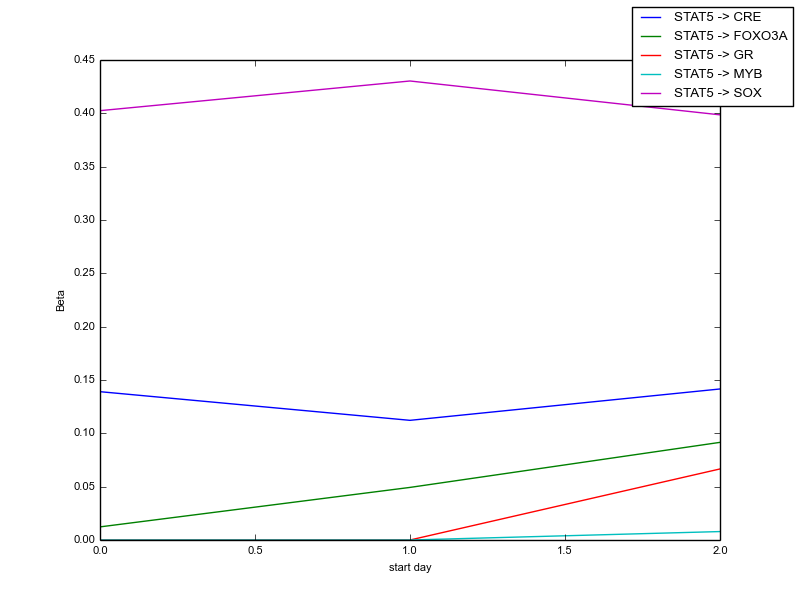 STAT5 -> CRE
STAT5 -> FOXO3A
STAT5 -> GR
STAT5 -> MYB
STAT5 -> SOX
0.45
0.40
0.35
0.30
0.25
0.20
0.15
0.10
0.05
0.00
Beta
0.0 0.5 1.0 1.5 2.0
start day